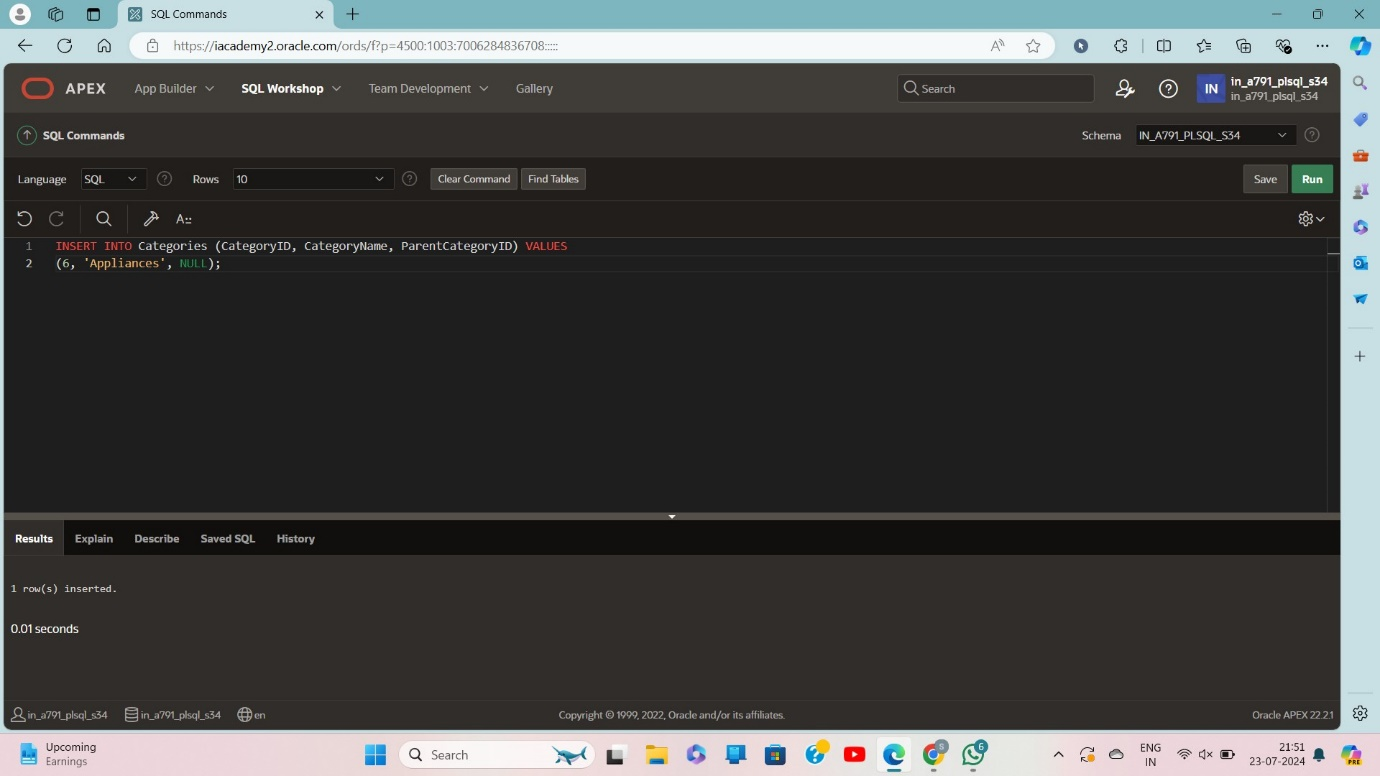 SQL Commands
https://iacademy2.oracle.com/ords/f?p=4500:1003:7006284836708:::::
APEX App Builder SQL Workshop Team Development Gallery Search IN in_a791_plsql_s34
in_a791_plsql_s34
SQL Commands Schema IN_A791_PLSQL_S34
Language SQL Rows 10 Clear Command Find Tables Save Run
A::
1 INSERT INTO Categories (CategoryID, CategoryName, ParentCategoryID) VALUES
2 (6, 'Appliances', NULL);
Results Explain Describe Saved SQL History
1 row(s) inserted.
0.01 seconds
in_a791_plsql_s34 in_a791_plsql_s34 en Copyright © 1999, 2022, Oracle and/or its affiliates. Oracle APEX 22.2.1
Upcoming
Earnings
Search
S
6
ENG
IN
21:51
23-07-2024
PRE